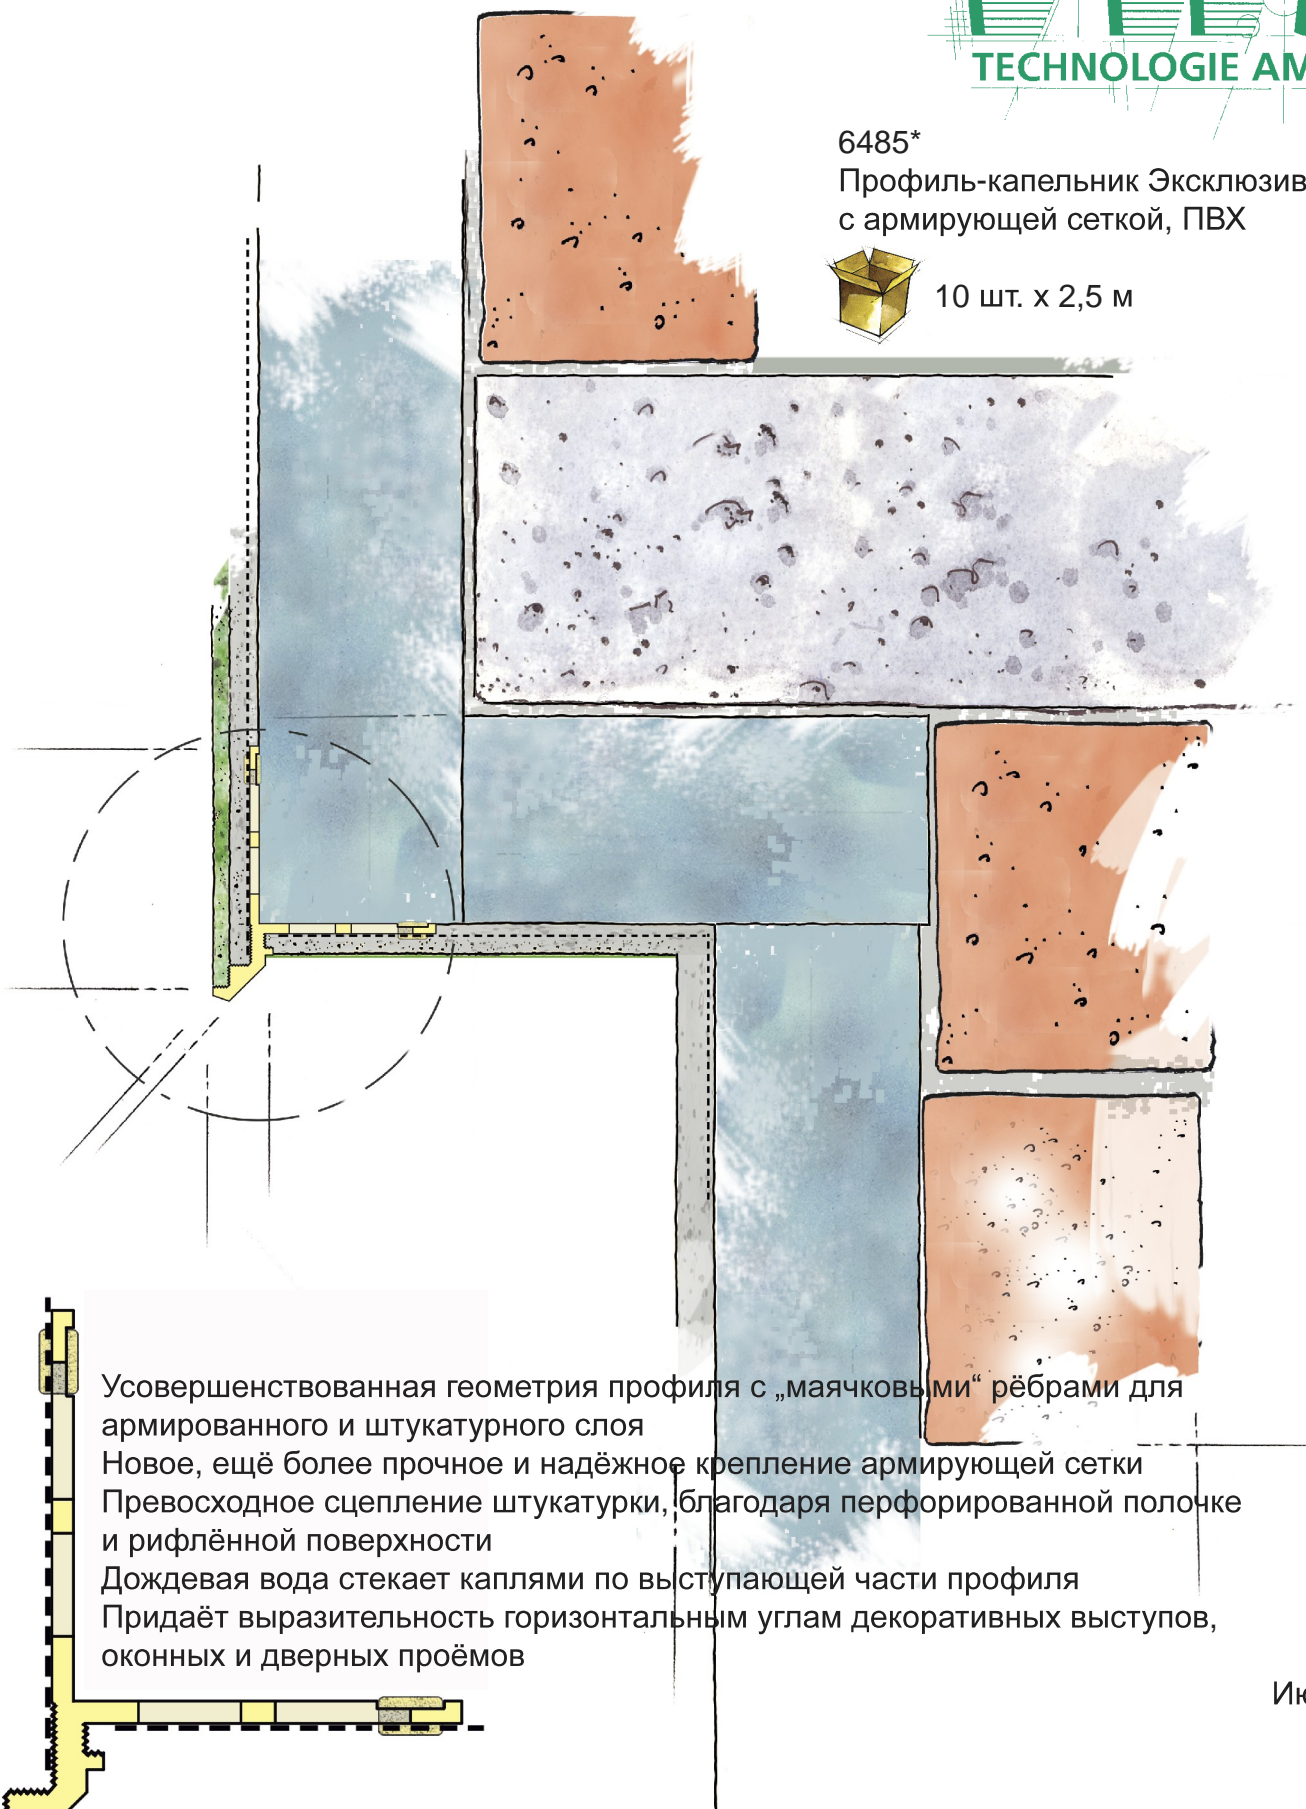 TECHNOLOGIE AM
6485*
Профиль-капельник Эксклюзив
с армирующей сеткой, ПВХ
10 шт. x 2,5 м
Усовершенствованная геометрия профиля с „маячковыми“ рёбрами для
армированного и штукатурного слоя
Новое, ещё более прочное и надёжное крепление армирующей сетки
Превосходное сцепление штукатурки, благодаря перфорированной полочке
и рифлённой поверхности
Дождевая вода стекает каплями по выступающей части профиля
Придаёт выразительность горизонтальным углам декоративных выступов,
оконных и дверных проёмов